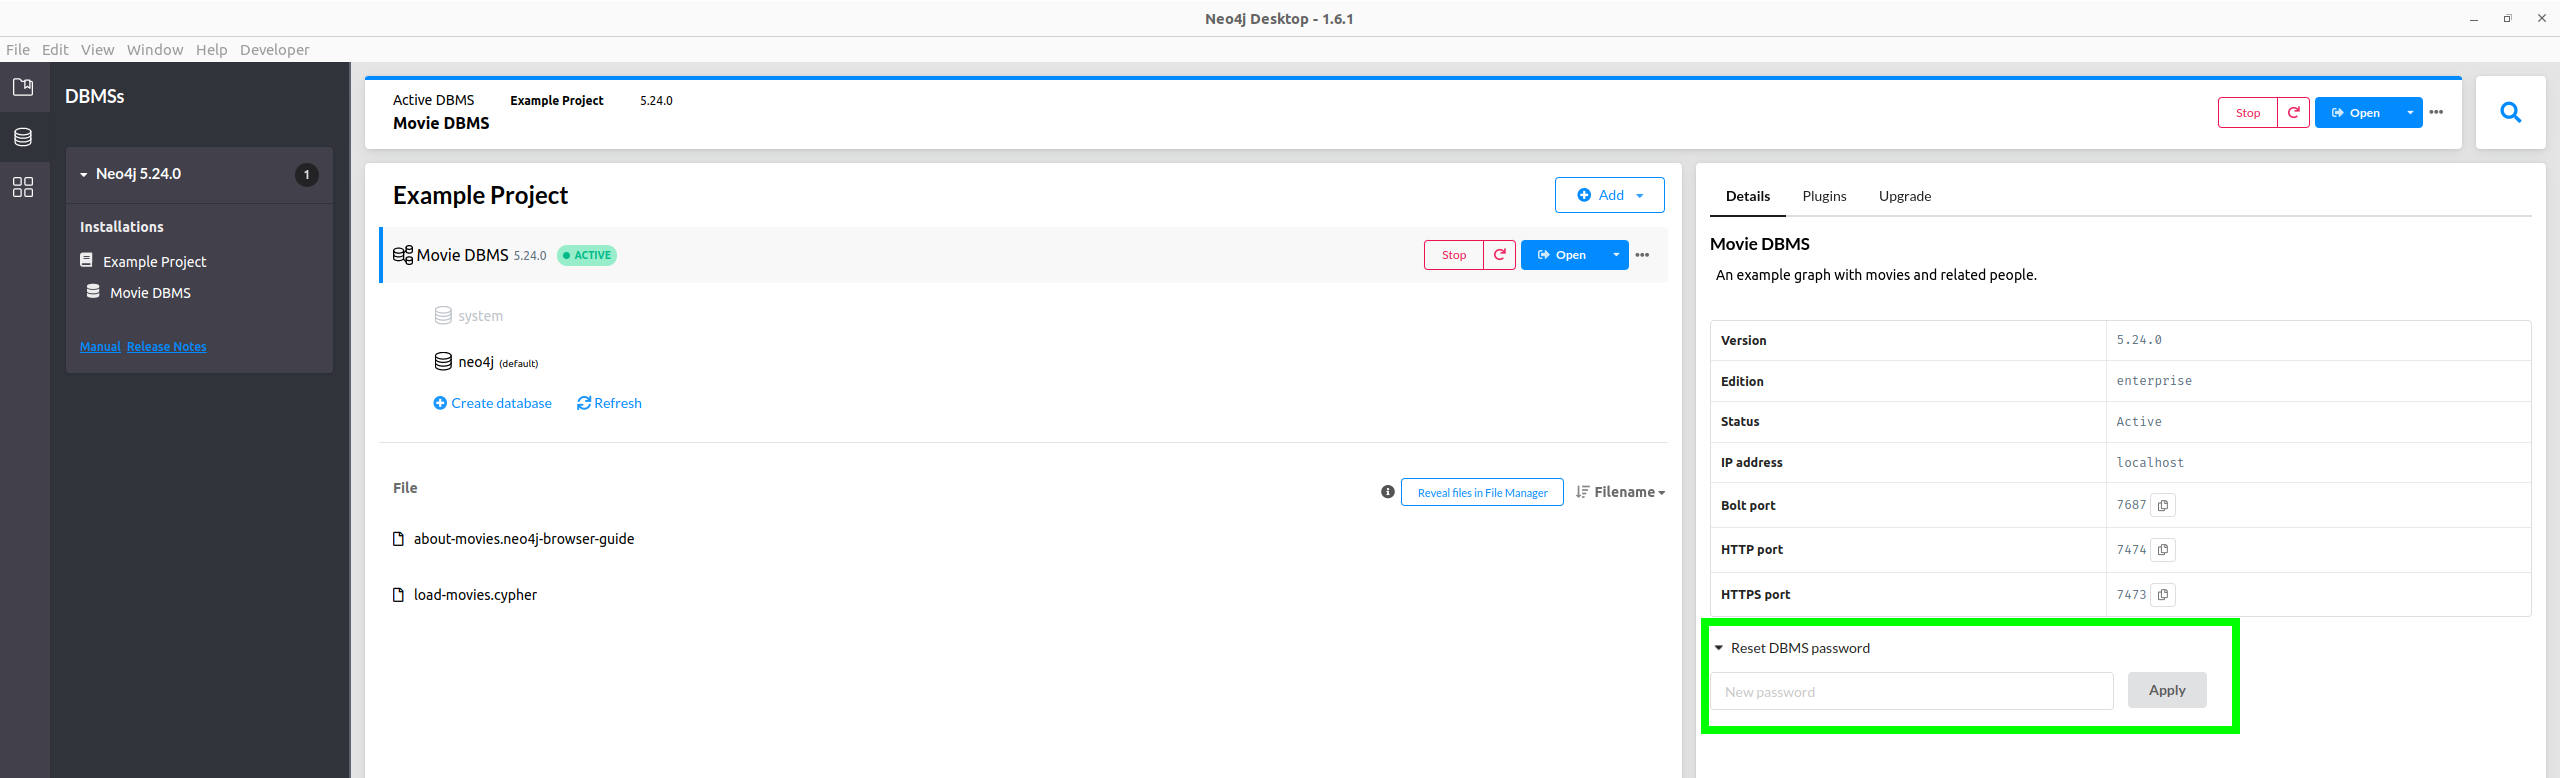 Neo4j Desktop - 1.6.1
File Edit View Window Help Developer
DBMSs
Neo4j 5.24.0 1
Installations
Example Project
Movie DBMS
Manual Release Notes
Active DBMS Example Project 5.24.0
Movie DBMS
Stop Open
Example Project
Add
Movie DBMS 5.24.0 ACTIVE Stop Open
system
neo4j (default)
Create database Refresh
File Reveal files in File Manager Filename
about-movies.neo4j-browser-guide
load-movies.cypher
Details Plugins Upgrade
Movie DBMS
An example graph with movies and related people.
Version 5.24.0
Edition enterprise
Status Active
IP address localhost
Bolt port 7687
HTTP port 7474
HTTPS port 7473
Reset DBMS password
New password Apply